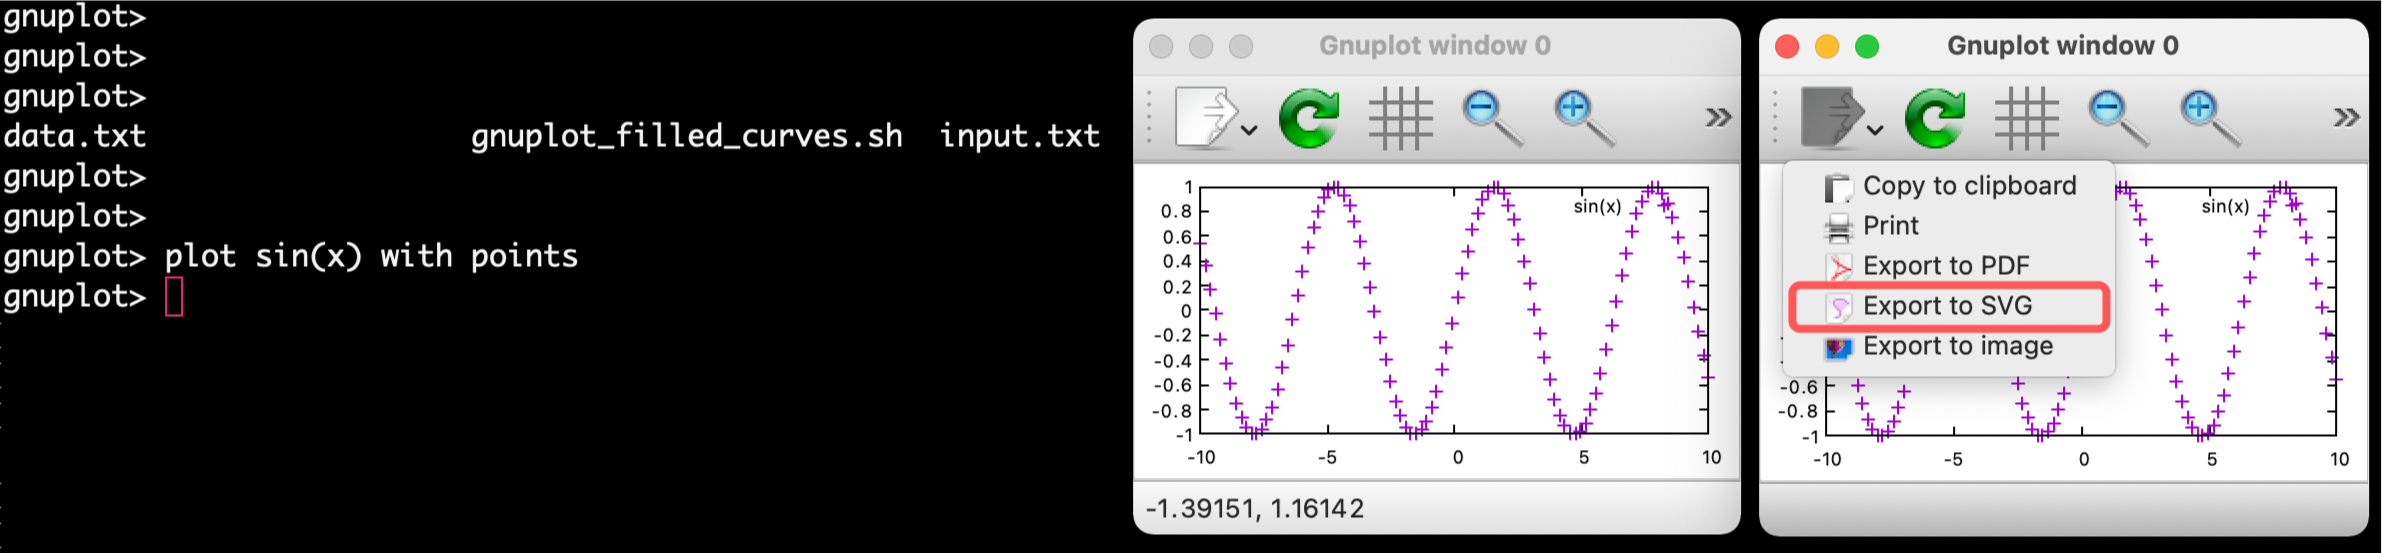 gnuplot>
gnuplot>
gnuplot>
data.txt gnuplot_filled_curves.sh input.txt
gnuplot>
gnuplot>
gnuplot> plot sin(x) with points
gnuplot>
Gnuplot window 0
1
sin(x)
0.8
0.6
0.4
0.2
0
-0.2
-0.4
-0.6
-0.8
-1
-10 -5 0 5 10
-1.39151, 1.16142
Gnuplot window 0
Copy to clipboard
Print
Export to PDF
Export to SVG
Export to image
sin(x)
-0.6
-0.8
-1
-10 -5 0 5 10